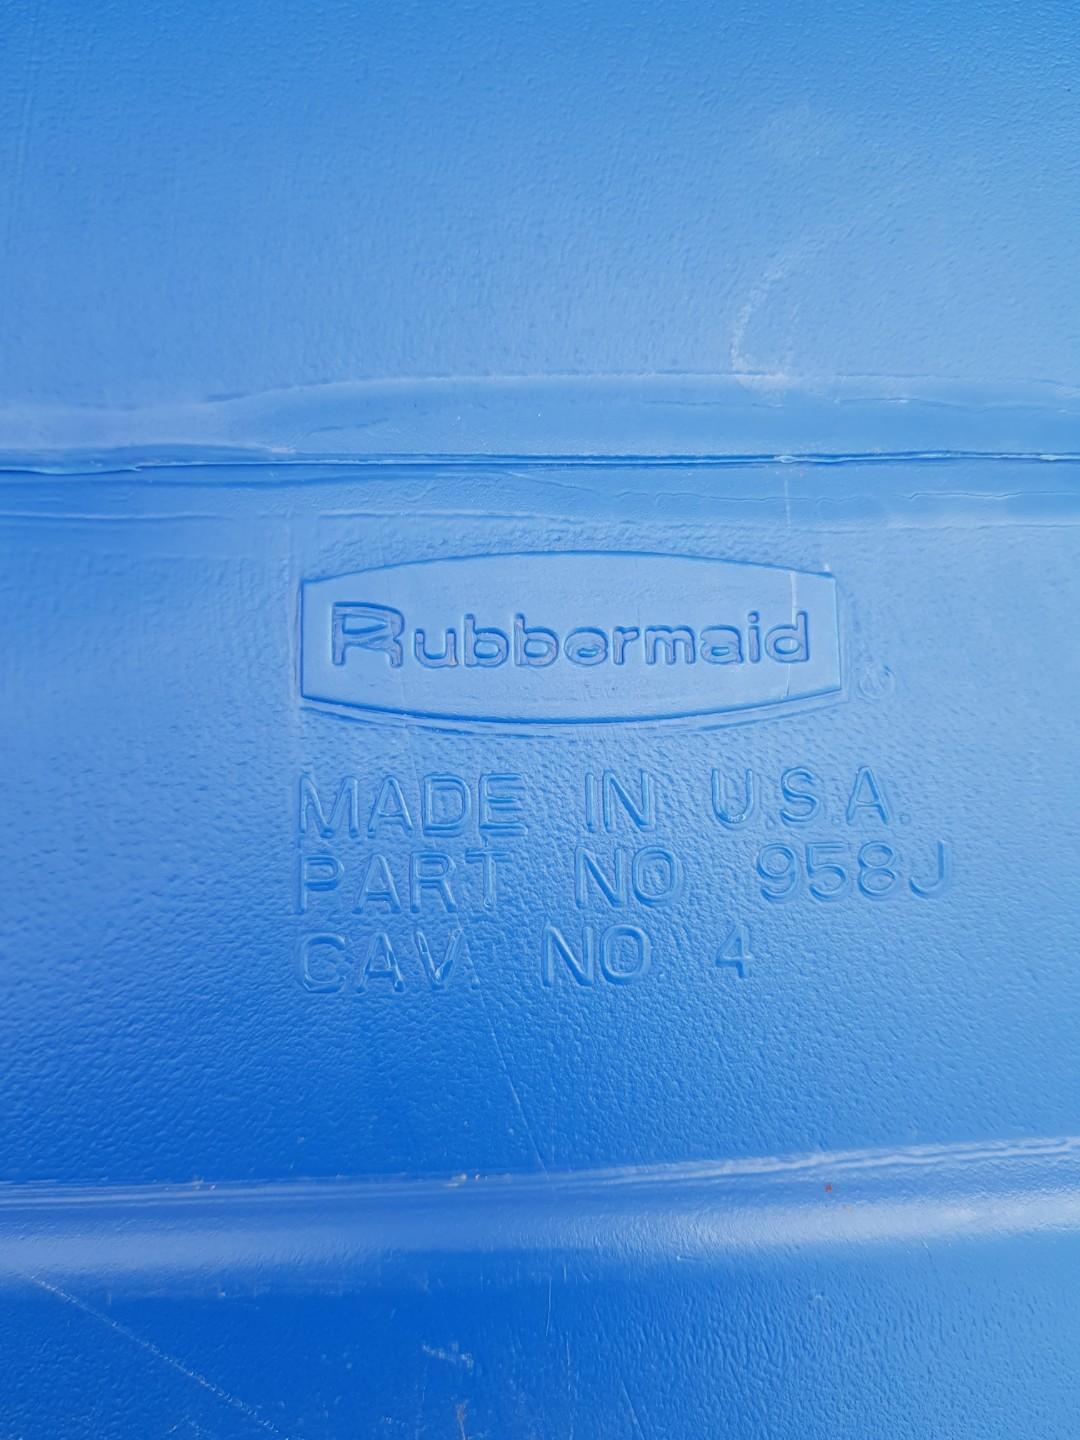 Rubbermaid
MADE IN U.S.A.
PART NO 958J
CAV. NO 4